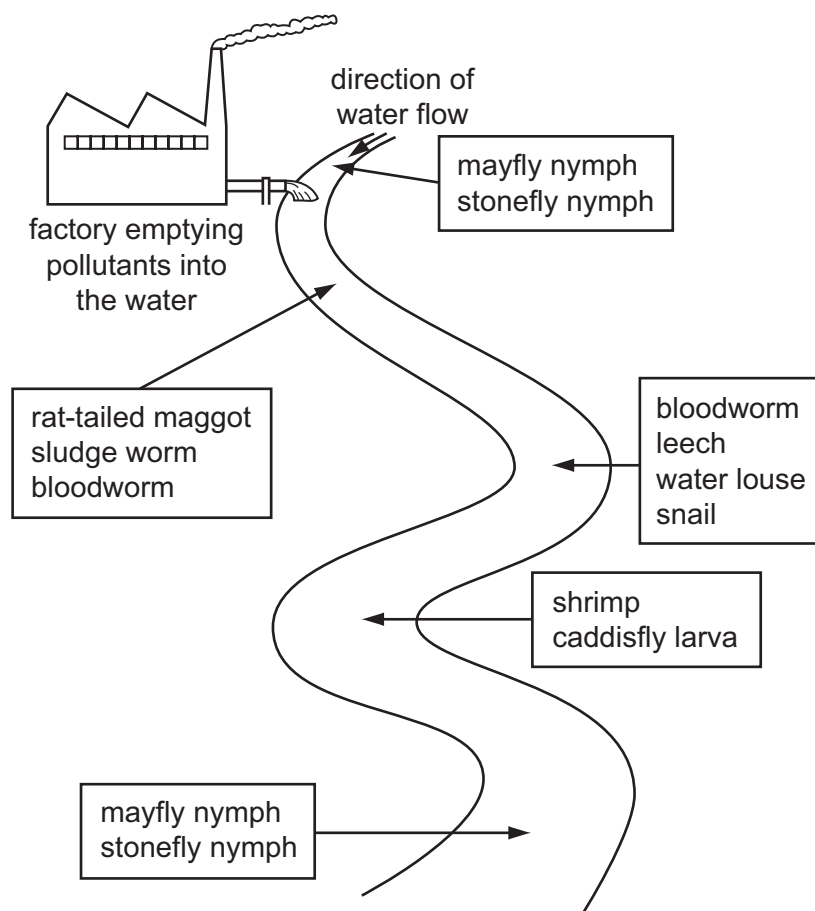 direction of
water flow
mayfly nymph
stonefly nymph
factory emptying
pollutants into
the water
rat-tailed maggot
sludge worm
bloodworm
bloodworm
leech
water louse
snail
shrimp
caddisfly larva
mayfly nymph
stonefly nymph